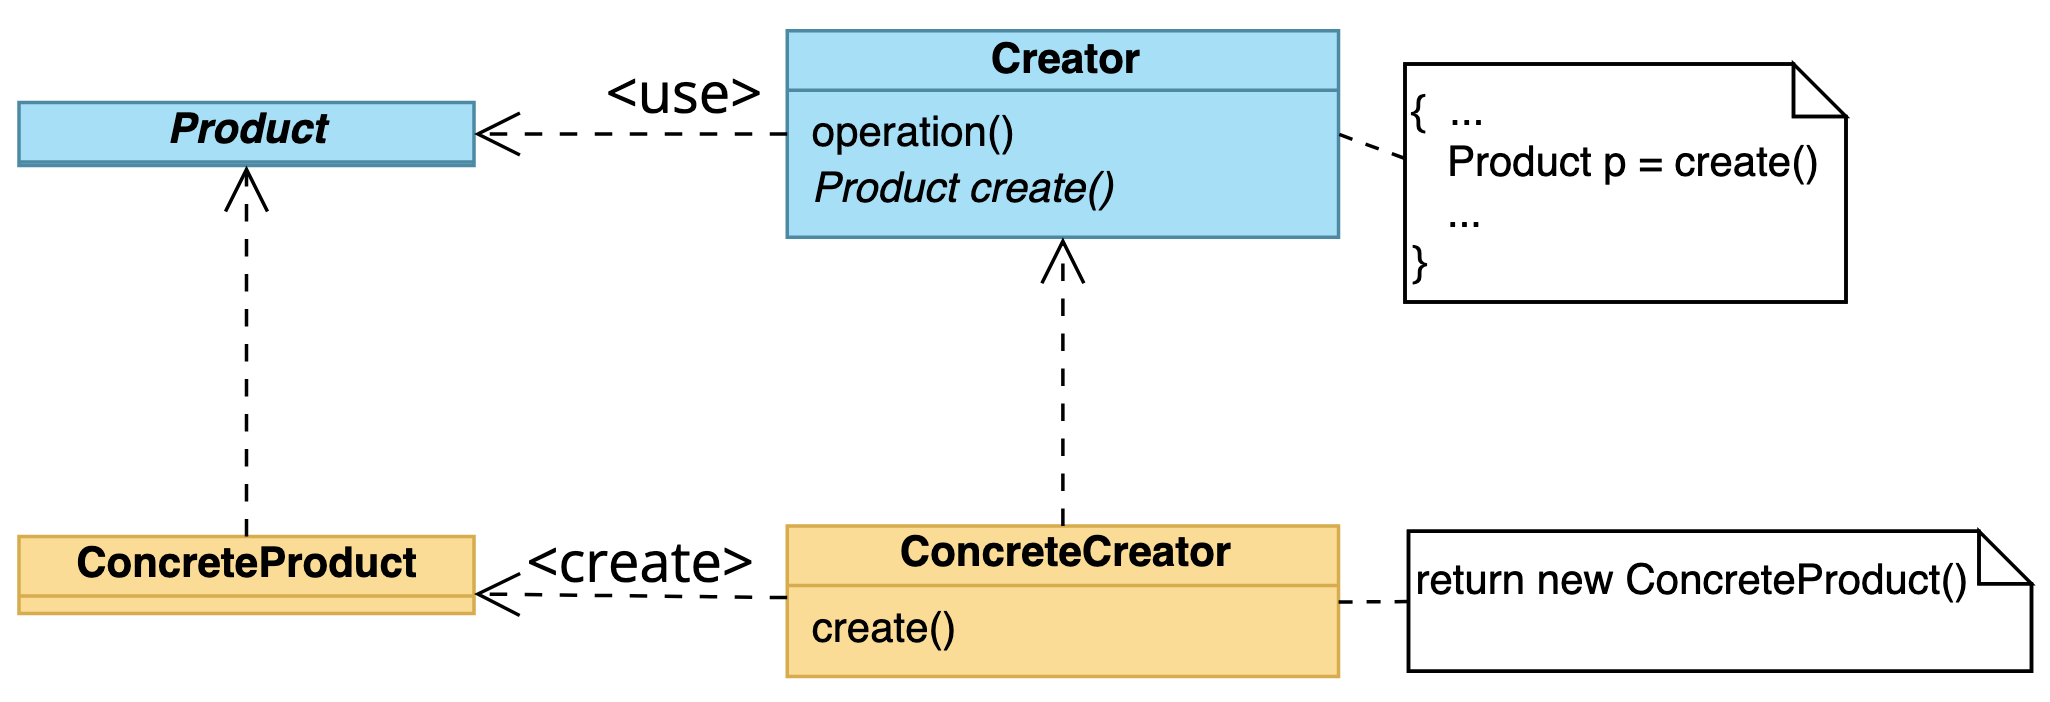 Product
<use>
Creator
operation()
Product create()
{ ...
Product p = create()
...
}
ConcreteProduct
<create>
ConcreteCreator
create()
return new ConcreteProduct()